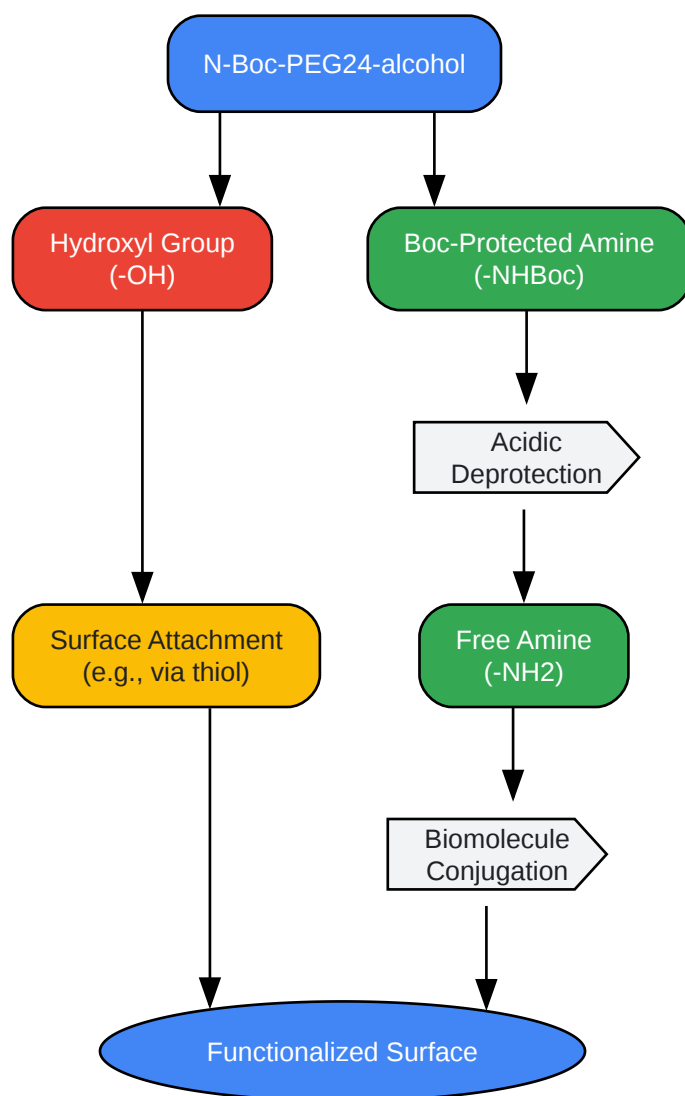 N-Boc-PEG24-alcohol
Hydroxyl Group
(-OH)
Boc-Protected Amine
(-NHBoc)
Acidic
Deprotection
Surface Attachment
(e.g., via thiol)
Free Amine
(-NH2)
Biomolecule
Conjugation
Functionalized Surface